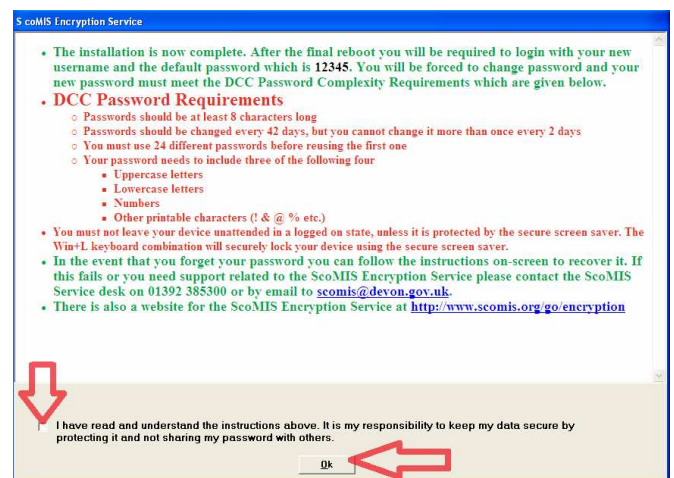 S coMIS Encryption Service
• The installation is now complete. After the final reboot you will be required to login with your new
username and the default password which is 12345. You will be forced to change password and your
new password must meet the DCC Password Complexity Requirements which are given below.
• DCC Password Requirements
○ Passwords should be at least 8 characters long
○ Passwords should be changed every 42 days, but you cannot change it more than once every 2 days
○ You must use 24 different passwords before reusing the first one
○ Your password needs to include three of the following four
▪ Uppercase letters
▪ Lowercase letters
▪ Numbers
▪ Other printable characters (! & @ % etc.)
• You must not leave your device unattended in a logged on state, unless it is protected by the secure screen saver. The
Win+L keyboard combination will securely lock your device using the secure screen saver.
• In the event that you forget your password you can follow the instructions on-screen to recover it. If
this fails or you need support related to the ScoMIS Encryption Service please contact the ScoMIS
Service desk on 01392 385300 or by email to scomis@devon.gov.uk.
• There is also a website for the ScoMIS Encryption Service at http://www.scomis.org/go/encryption
I have read and understand the instructions above. It is my responsibility to keep my data secure by
protecting it and not sharing my password with others.
Ok